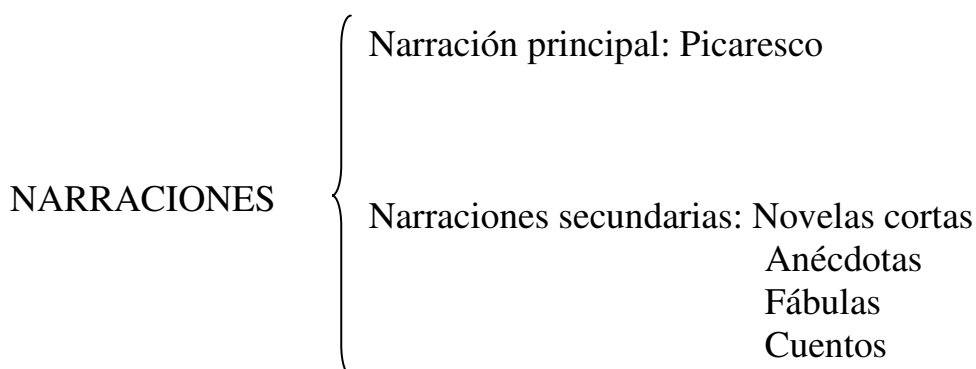 Narración principal: Picaresco
NARRACIONES
Narraciones secundarias: Novelas cortas
Anécdotas
Fábulas
Cuentos